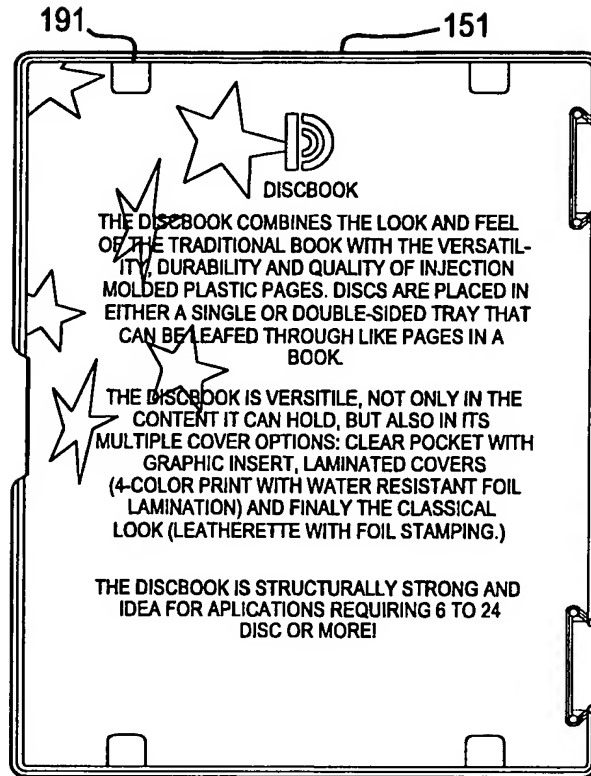 191
151
DISCBOOK
THE DISCBOOK COMBINES THE LOOK AND FEEL
OF THE TRADITIONAL BOOK WITH THE VERSATIL-
ITY, DURABILITY AND QUALITY OF INJECTION
MOLDED PLASTIC PAGES. DISCS ARE PLACED IN
EITHER A SINGLE OR DOUBLE-SIDED TRAY THAT
CAN BE LEAFED THROUGH LIKE PAGES IN A
BOOK.
THE DISCBOOK IS VERSITILE, NOT ONLY IN THE
CONTENT IT CAN HOLD, BUT ALSO IN ITS
MULTIPLE COVER OPTIONS: CLEAR POCKET WITH
GRAPHIC INSERT, LAMINATED COVERS
(4-COLOR PRINT WITH WATER RESISTANT FOIL
LAMINATION) AND FINALY THE CLASSICAL
LOOK (LEATHERETTE WITH FOIL STAMPING.)
THE DISCBOOK IS STRUCTURALLY STRONG AND
IDEA FOR APLICATIONS REQUIRING 6 TO 24
DISC OR MORE!